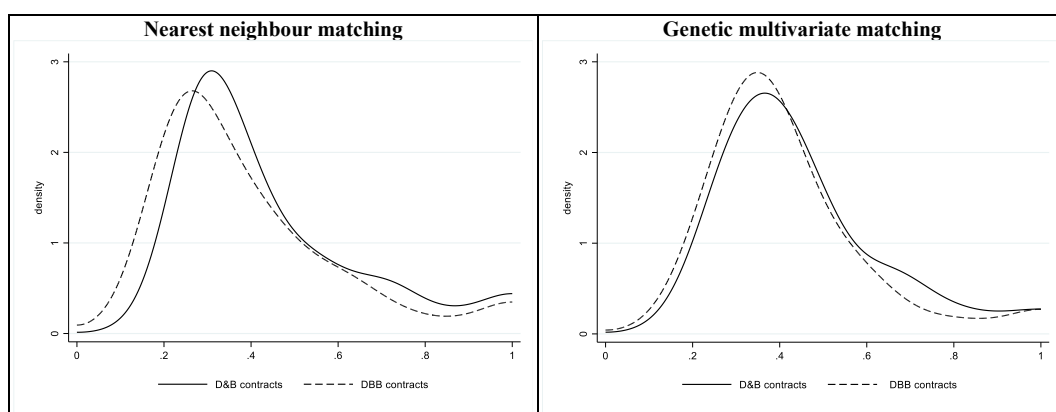 Nearest neighbour matching
3
2
1
0
density
0 .2 .4 .6 .8 1
D&B contracts DBB contracts
Genetic multivariate matching
3
2
1
0
density
0 .2 .4 .6 .8 1
D&B contracts DBB contracts